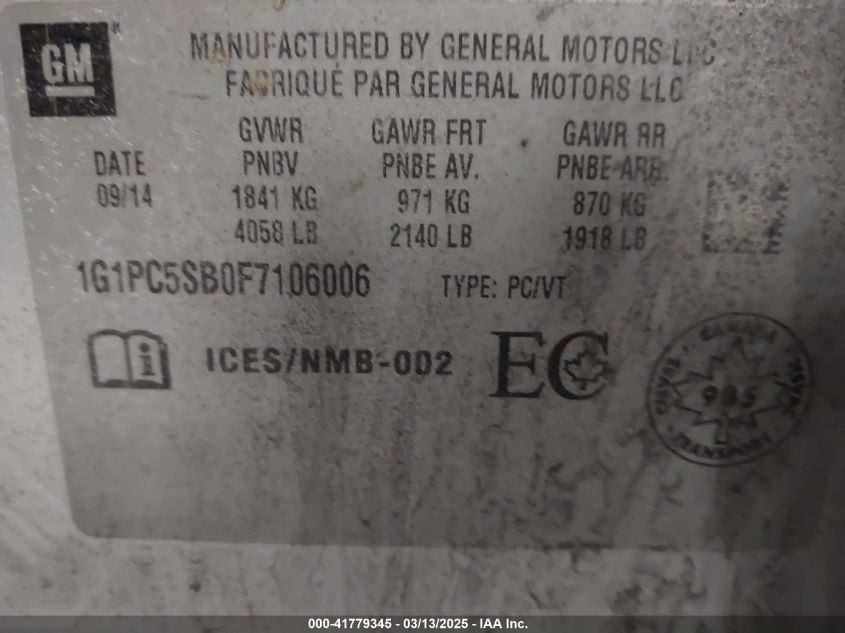 GM
MANUFACTURED BY GENERAL MOTORS LLC
FABRIQUÉ PAR GENERAL MOTORS LLC
GVWR GAWR FRT GAWR RR
DATE PNBV PNBE AV. PNBE ARR.
09/14 1841 KG 971 KG 870 KG
4058 LB 2140 LB 1918 LB
1G1PC5SB0F7106006 TYPE: PC/VT
i ICES/NMB-002 EC
CANADA
985
TRANSPORT
000-41779345 - 03/13/2025 - IAA Inc.